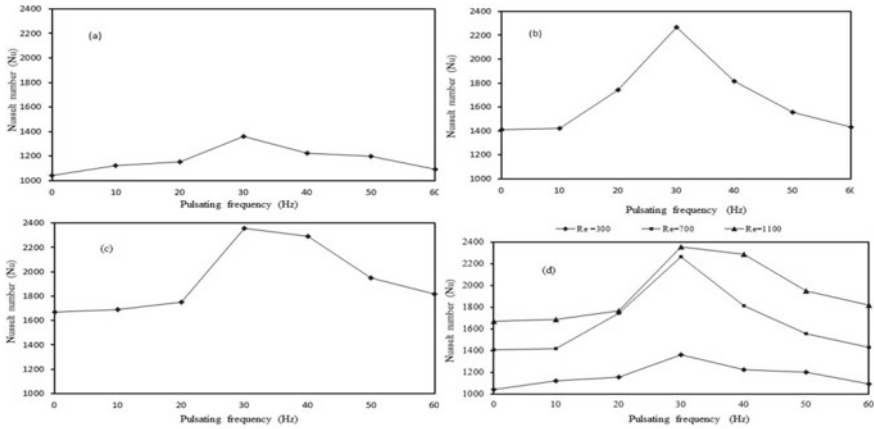 2400
2200
2000
1800
1600
1400
1200
1000
Nusselt number (Nu)
(a)
0 10 20 30 40 50 60
Pulsating frequency (Hz)
2400
2200
2000
1800
1600
1400
1200
1000
Nusselt number (Nu)
(b)
0 10 20 30 40 50 60
Pulsating frequency (Hz)
2400
2200
2000
1800
1600
1400
1200
1000
Nusselt number (Nu)
(c)
0 10 20 30 40 50 60
Pulsating frequency (Hz)
Re =300 Re=700 Re=1100
2400
2200
2000
1800
1600
1400
1200
1000
Nusselt number (Nu)
(d)
0 10 20 30 40 50 60
Pulsating frequency (Hz)